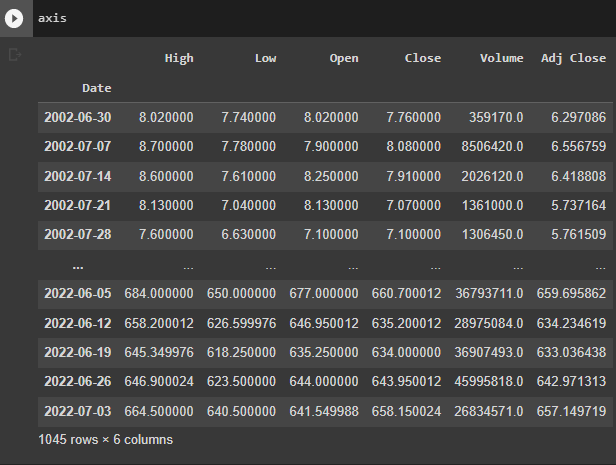 axis
High Low Open Close Volume Adj Close
Date
2002-06-30 8.020000 7.740000 8.020000 7.760000 359170.0 6.297086
2002-07-07 8.700000 7.780000 7.900000 8.080000 8506420.0 6.556759
2002-07-14 8.600000 7.610000 8.250000 7.910000 2026120.0 6.418808
2002-07-21 8.130000 7.040000 8.130000 7.070000 1361000.0 5.737164
2002-07-28 7.600000 6.630000 7.100000 7.100000 1306450.0 5.761509
... ... ... ... ... ... ...
2022-06-05 684.000000 650.000000 677.000000 660.700012 36793711.0 659.695862
2022-06-12 658.200012 626.599976 646.950012 635.200012 28975084.0 634.234619
2022-06-19 645.349976 618.250000 635.250000 634.000000 36907493.0 633.036438
2022-06-26 646.900024 623.500000 644.000000 643.950012 45995818.0 642.971313
2022-07-03 664.500000 640.500000 641.549988 658.150024 26834571.0 657.149719
1045 rows × 6 columns